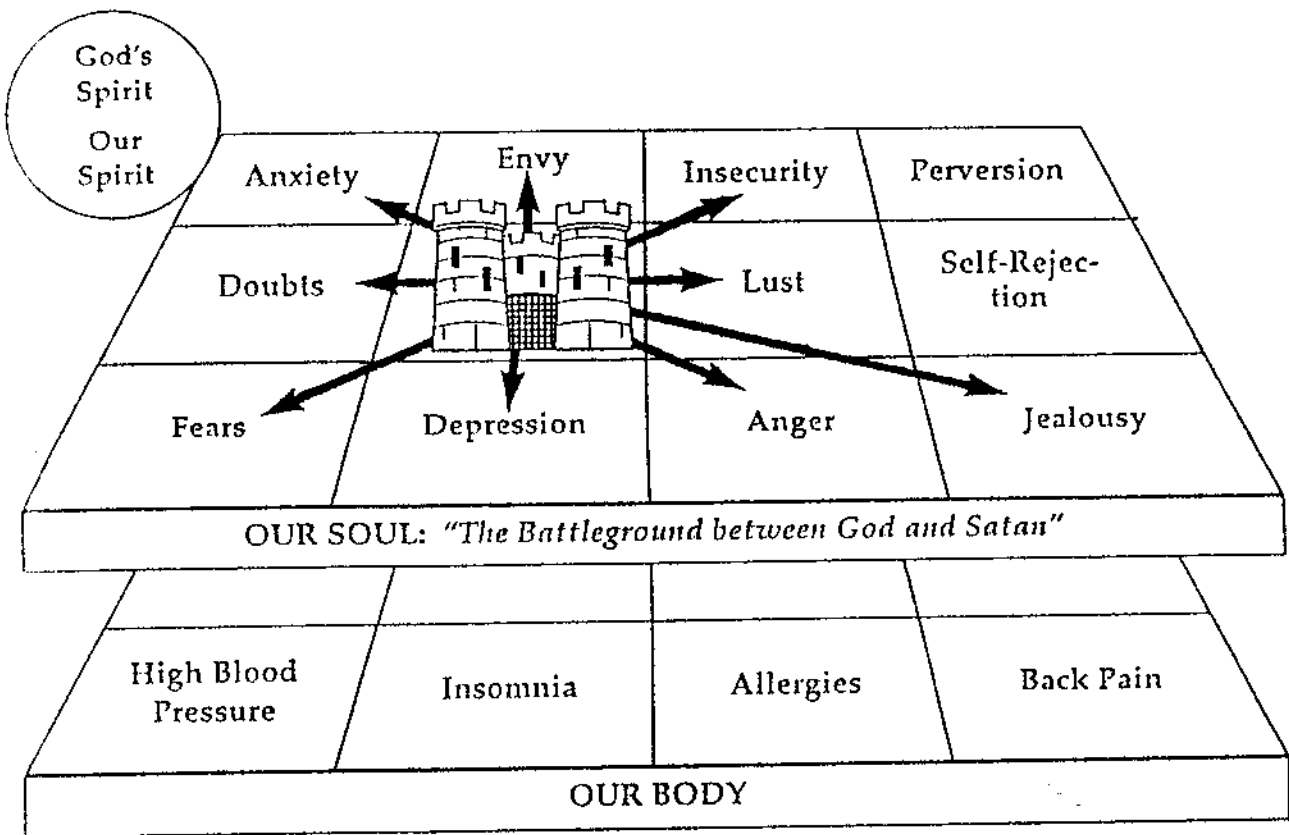 God's
Spirit
Our
Spirit
Anxiety
Envy
Insecurity
Perversion
Doubts
Lust
Self-Rejec-
tion
Fears
Depression
Anger
Jealousy
OUR SOUL: "The Battleground between God and Satan"
High Blood
Pressure
Insomnia
Allergies
Back Pain
OUR BODY